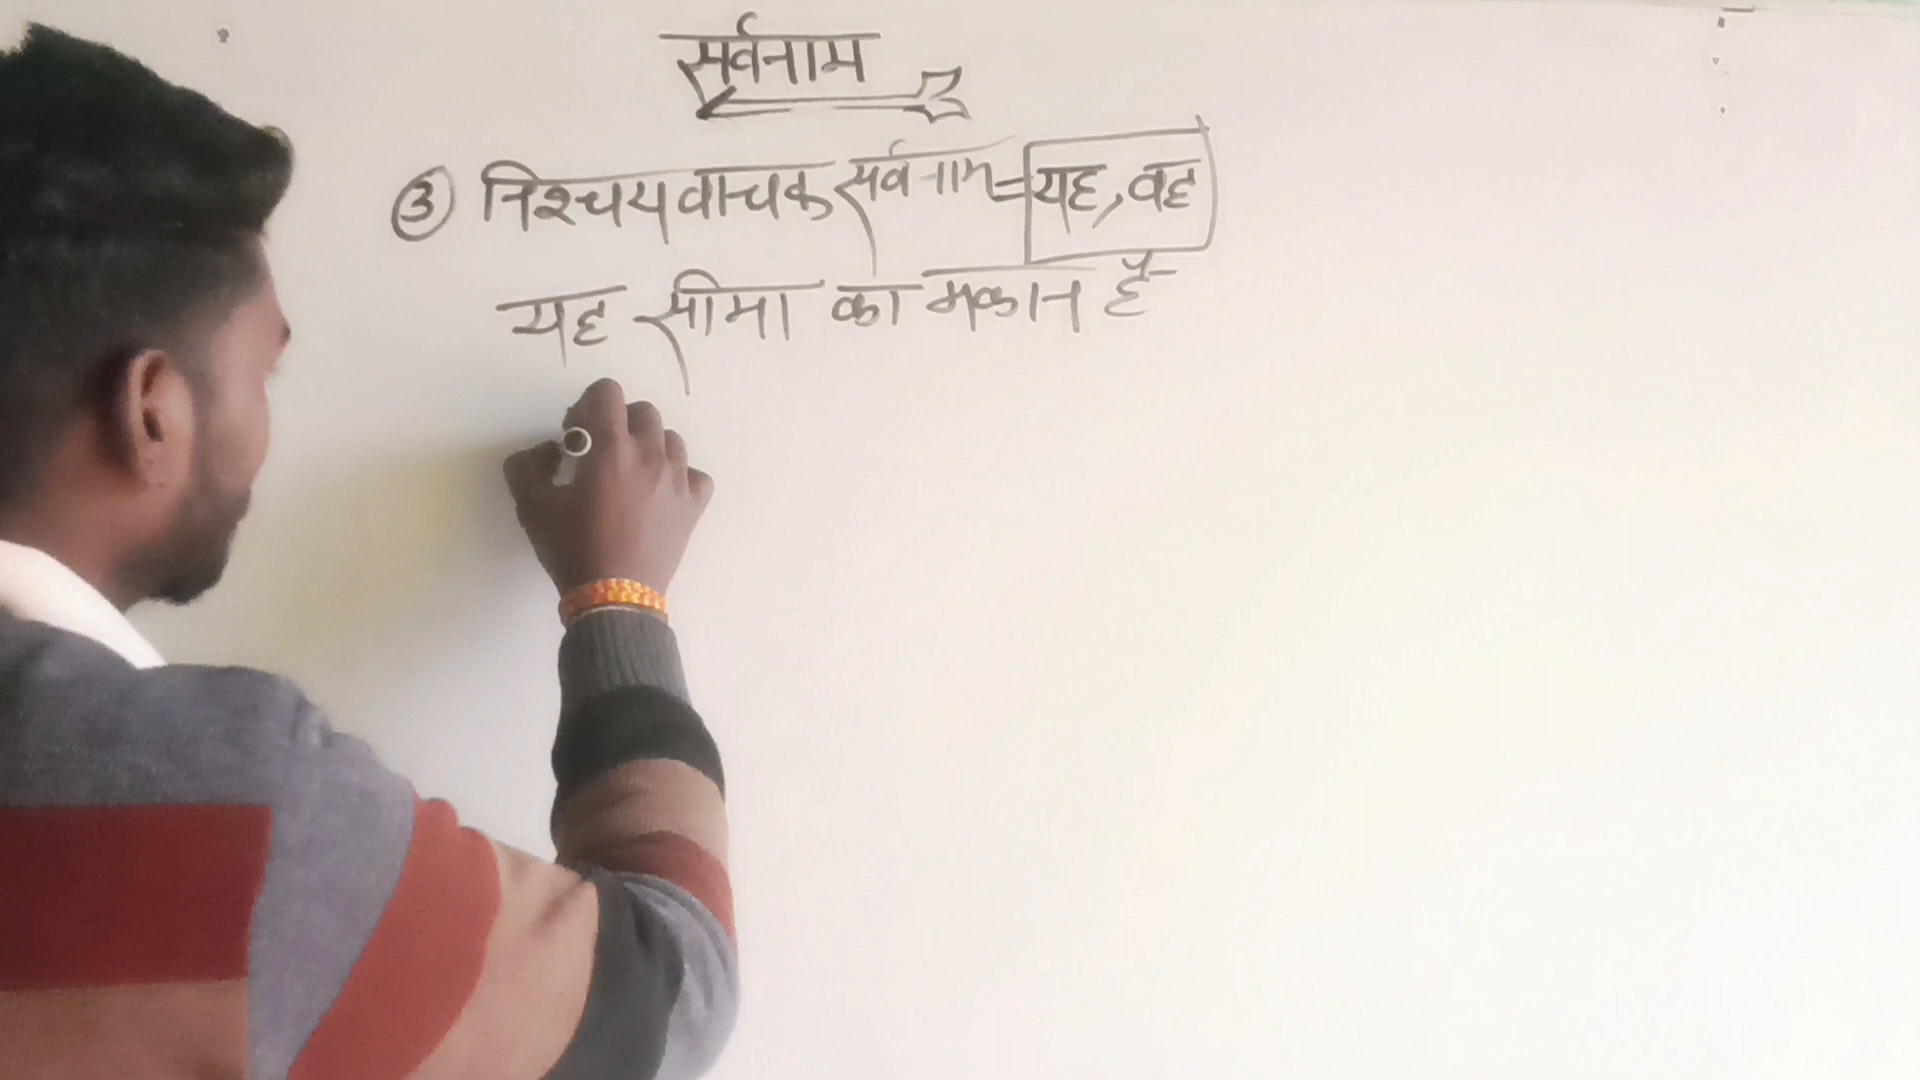 सर्वनाम
③ निश्चयवाचक सर्वनाम = यह, वह
यह सीमा का मकान है-